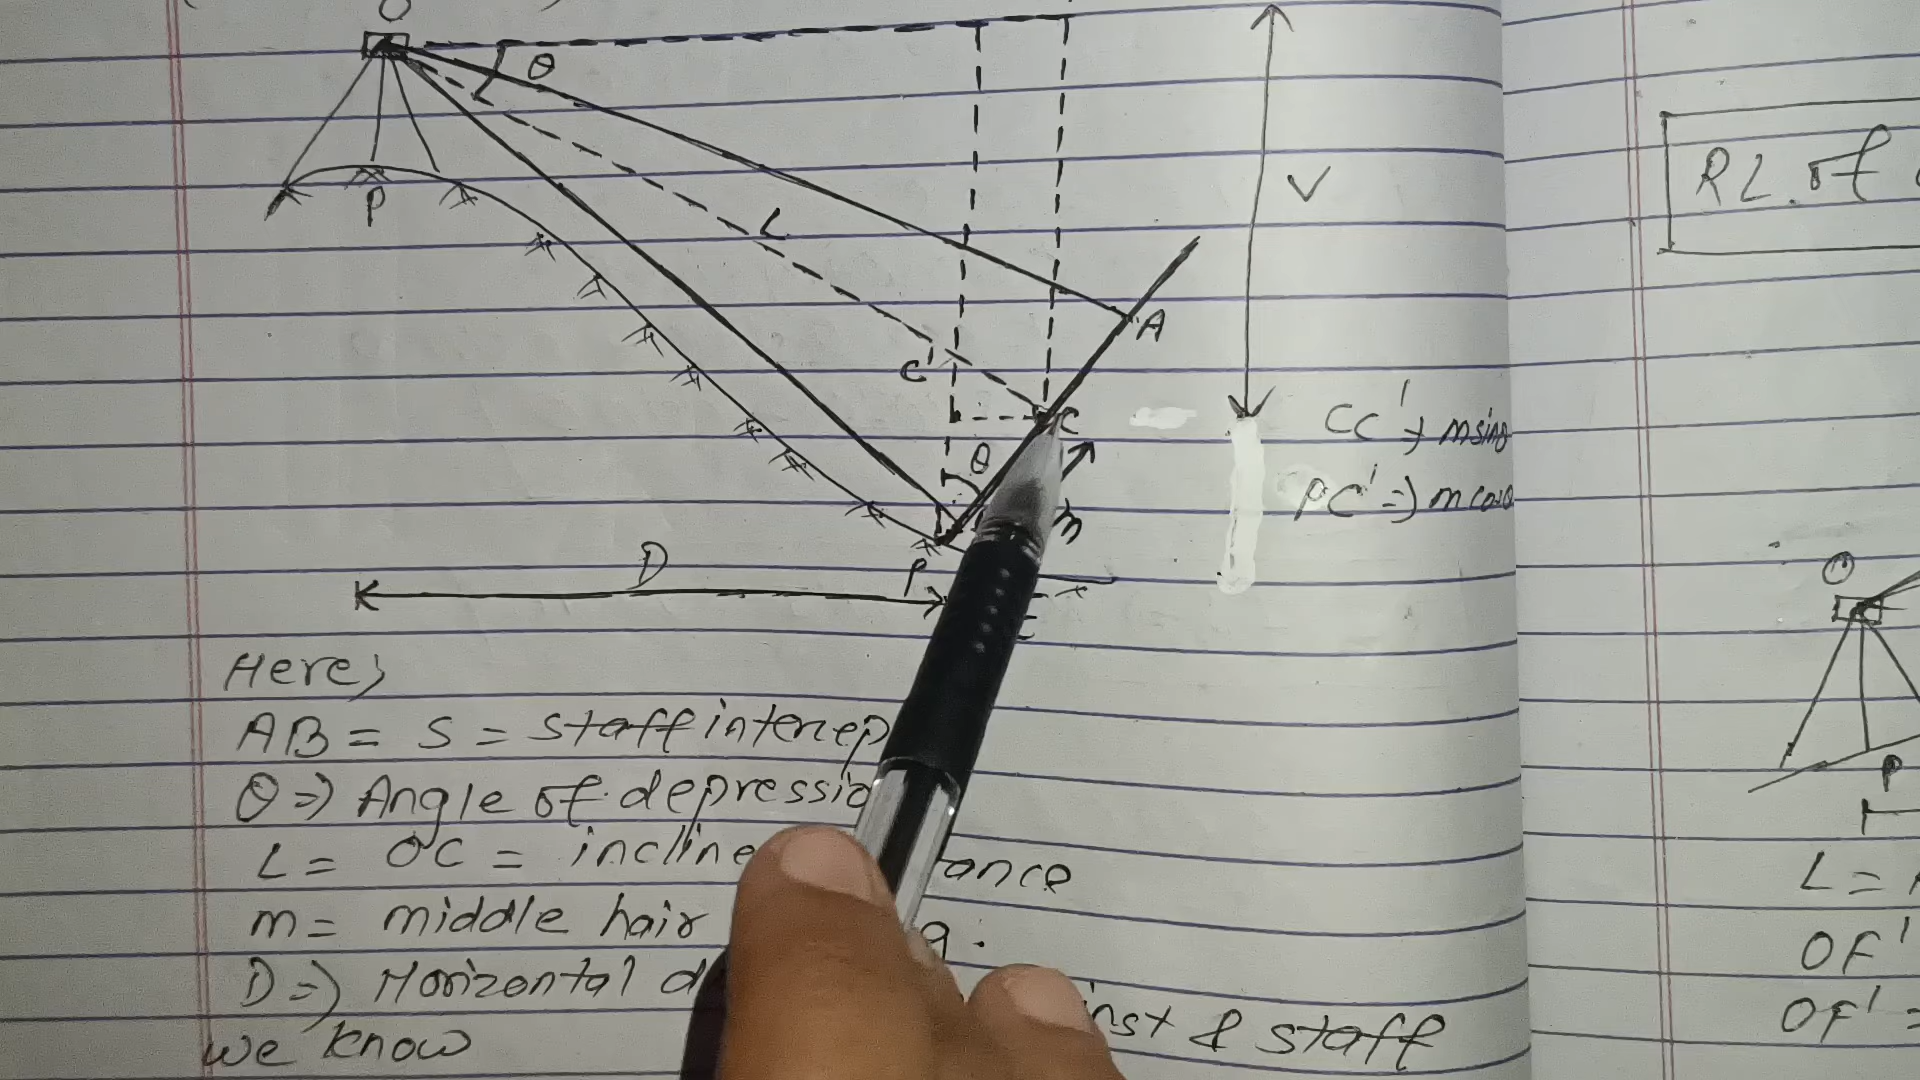 O
θ
P
L
V
A
C'
C
θ
m
P
D
CC' => m sinθ
PC' => m cosθ
Here,
AB = S = staff intercep
θ => Angle of depressio
L = OC = incline ance
m = middle hair g.
D => Horizontal d inst & staff
we know
RL. of
O
P
L =
OF'
OF' =